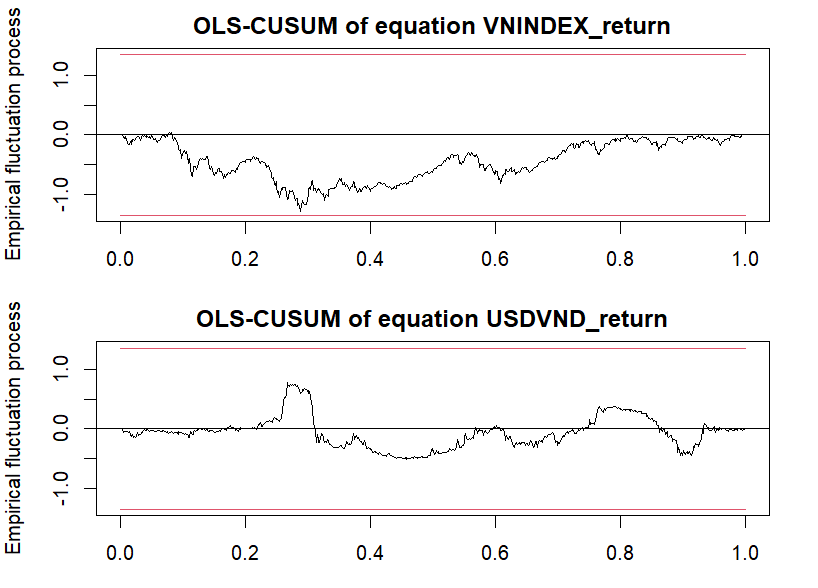 OLS-CUSUM of equation VNINDEX_return
Empirical fluctuation process
1.0
0.0
-1.0
0.0 0.2 0.4 0.6 0.8 1.0
OLS-CUSUM of equation USDVND_return
Empirical fluctuation process
1.0
0.0
-1.0
0.0 0.2 0.4 0.6 0.8 1.0